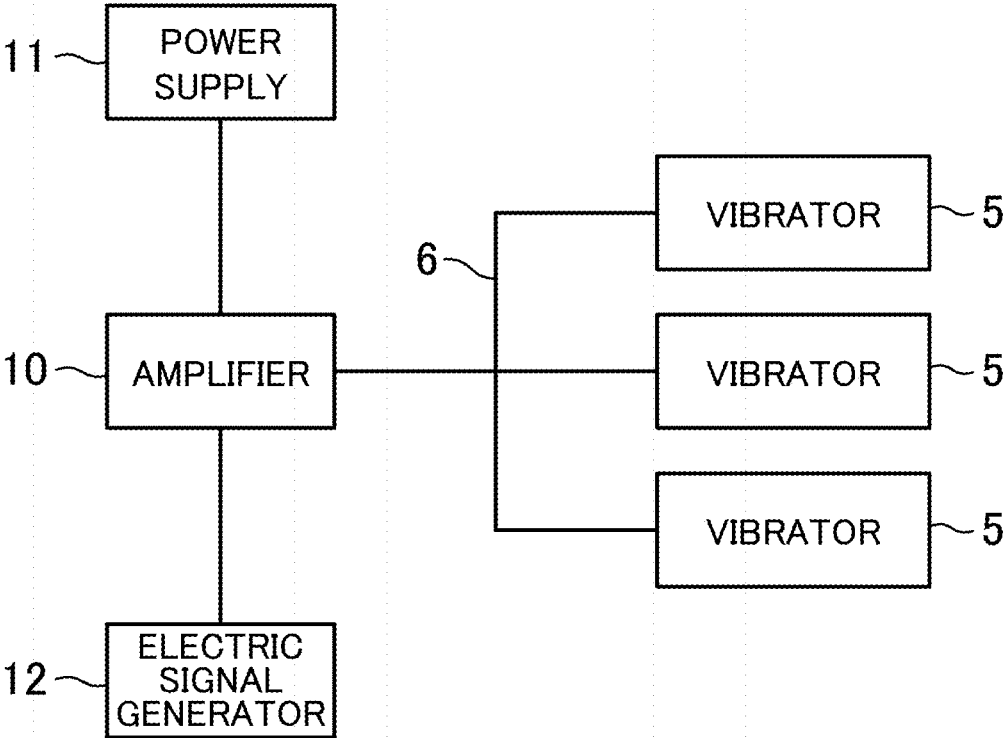 11
POWER
SUPPLY
VIBRATOR
5
6
10
AMPLIFIER
VIBRATOR
5
VIBRATOR
5
12
ELECTRIC
SIGNAL
GENERATOR